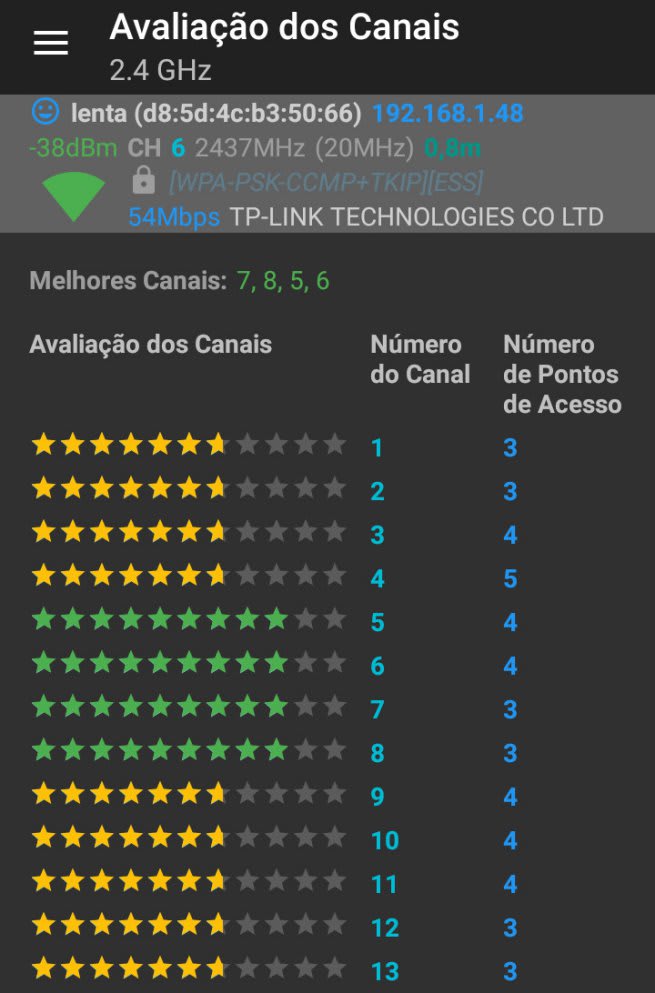 Avaliação dos Canais
2.4 GHz
lenta (d8:5d:4c:b3:50:66) 192.168.1.48
-38dBm CH 6 2437MHz (20MHz) 0,8m
[WPA-PSK-CCMP+TKIP][ESS]
54Mbps TP-LINK TECHNOLOGIES CO LTD
Melhores Canais: 7, 8, 5, 6
Avaliação dos Canais
Número
do Canal
Número
de Pontos
de Acesso
1 3
2 3
3 4
4 5
5 4
6 4
7 3
8 3
9 4
10 4
11 4
12 3
13 3